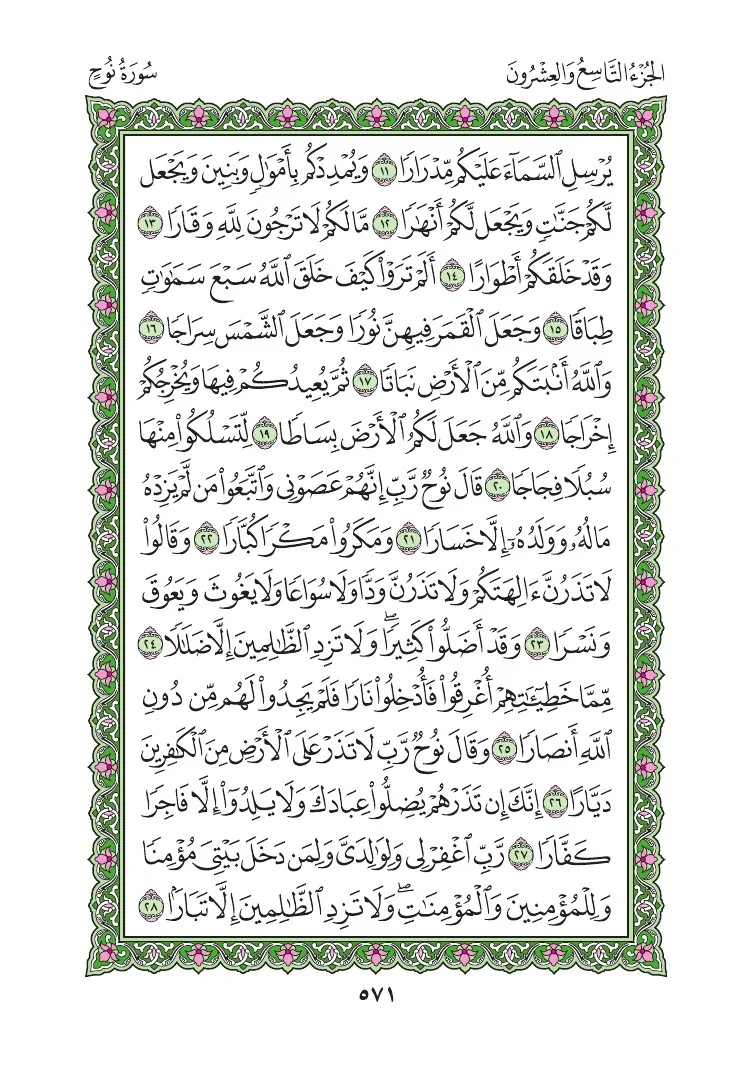 الجُزْءُ التَّاسِعُ وَالعِشْرُونَ
سُورَةُ نُوحٍ
يُرْسِلِ ٱلسَّمَآءَ عَلَيْكُم مِّدْرَارًا ١١ وَيُمْدِدْكُم بِأَمْوَٰلٍ وَبَنِينَ وَيَجْعَل
لَّكُمْ جَنَّٰتٍ وَيَجْعَل لَّكُمْ أَنْهَٰرًا ١٢ مَّا لَكُمْ لَا تَرْجُونَ لِلَّهِ وَقَارًا ١٣
وَقَدْ خَلَقَكُمْ أَطْوَارًا ١٤ أَلَمْ تَرَوْا۟ كَيْفَ خَلَقَ ٱللَّهُ سَبْعَ سَمَٰوَٰتٍ
طِبَاقًا ١٥ وَجَعَلَ ٱلْقَمَرَ فِيهِنَّ نُورًا وَجَعَلَ ٱلشَّمْسَ سِرَاجًا ١٦
وَٱللَّهُ أَنۢبَتَكُم مِّنَ ٱلْأَرْضِ نَبَاتًا ١٧ ثُمَّ يُعِيدُكُمْ فِيهَا وَيُخْرِجُكُمْ
إِخْرَاجًا ١٨ وَٱللَّهُ جَعَلَ لَكُمُ ٱلْأَرْضَ بِسَاطًا ١٩ لِّتَسْلُكُوا۟ مِنْهَا
سُبُلًا فِجَاجًا ٢٠ قَالَ نُوحٌ رَّبِّ إِنَّهُمْ عَصَوْنِى وَٱتَّبَعُوا۟ مَن لَّمْ يَزِدْهُ
مَالُهُۥ وَوَلَدُهُۥٓ إِلَّا خَسَارًا ٢١ وَمَكَرُوا۟ مَكْرًا كُبَّارًا ٢٢ وَقَالُوا۟
لَا تَذَرُنَّ ءَالِهَتَكُمْ وَلَا تَذَرُنَّ وَدًّا وَلَا سُوَاعًا وَلَا يَغُوثَ وَيَعُوقَ
وَنَسْرًا ٢٣ وَقَدْ أَضَلُّوا۟ كَثِيرًا ۖ وَلَا تَزِدِ ٱلظَّٰلِمِينَ إِلَّا ضَلَٰلًا ٢٤
مِّمَّا خَطِيٓـَٰٔتِهِمْ أُغْرِقُوا۟ فَأُدْخِلُوا۟ نَارًا فَلَمْ يَجِدُوا۟ لَهُم مِّن دُونِ
ٱللَّهِ أَنصَارًا ٢٥ وَقَالَ نُوحٌ رَّبِّ لَا تَذَرْ عَلَى ٱلْأَرْضِ مِنَ ٱلْكَٰفِرِينَ
دَيَّارًا ٢٦ إِنَّكَ إِن تَذَرْهُمْ يُضِلُّوا۟ عِبَادَكَ وَلَا يَلِدُوٓا۟ إِلَّا فَاجِرًا
كَفَّارًا ٢٧ رَّبِّ ٱغْفِرْ لِى وَلِوَٰلِدَىَّ وَلِمَن دَخَلَ بَيْتِىَ مُؤْمِنًا
وَلِلْمُؤْمِنِينَ وَٱلْمُؤْمِنَٰتِ ۖ وَلَا تَزِدِ ٱلظَّٰلِمِينَ إِلَّا تَبَارًۢا ٢٨
٥٧١